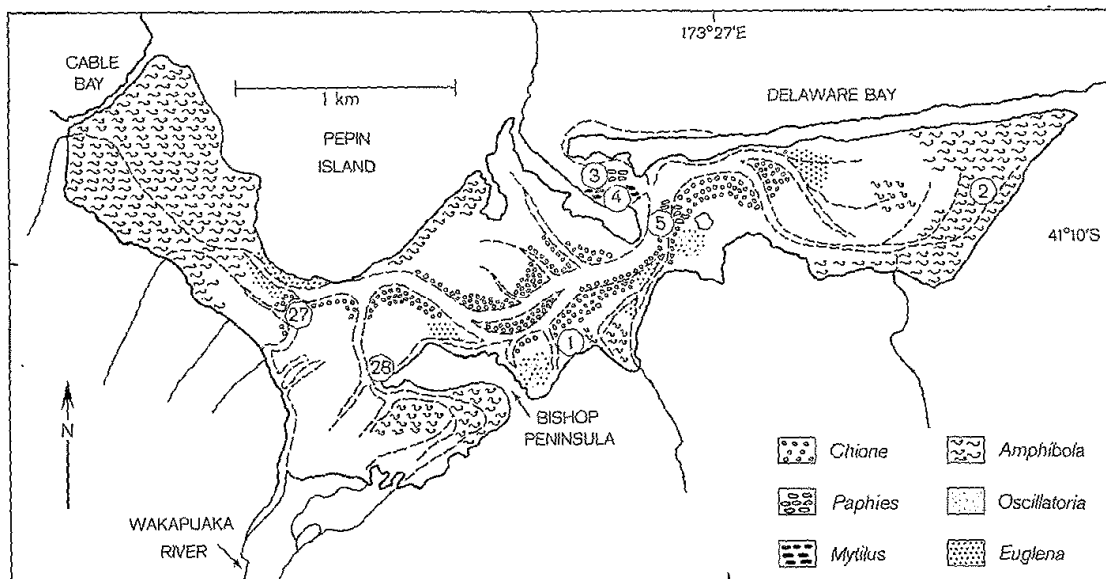 173°27'E
CABLE
BAY
1 km
DELAWARE BAY
PEPIN
ISLAND
3
4
2
5
41°10'S
27
1
28
N
BISHOP
PENINSULA
Chione
Amphibola
Paphies
Oscillatoria
WAKAPUAKA
RIVER
Mytilus
Euglena